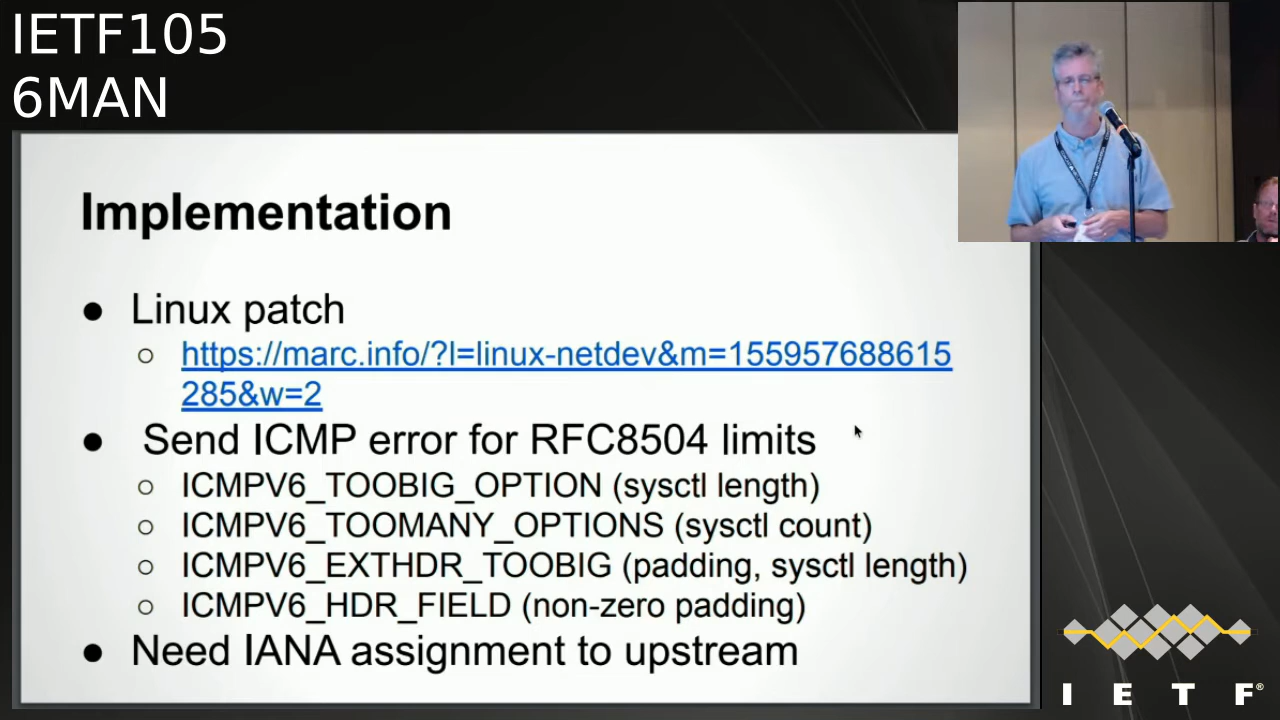 IETF105
6MAN
Implementation
● Linux patch
○ https://marc.info/?l=linux-netdev&m=155957688615
285&w=2
● Send ICMP error for RFC8504 limits
○ ICMPV6_TOOBIG_OPTION (sysctl length)
○ ICMPV6_TOOMANY_OPTIONS (sysctl count)
○ ICMPV6_EXTHDR_TOOBIG (padding, sysctl length)
○ ICMPV6_HDR_FIELD (non-zero padding)
● Need IANA assignment to upstream
I E T F®